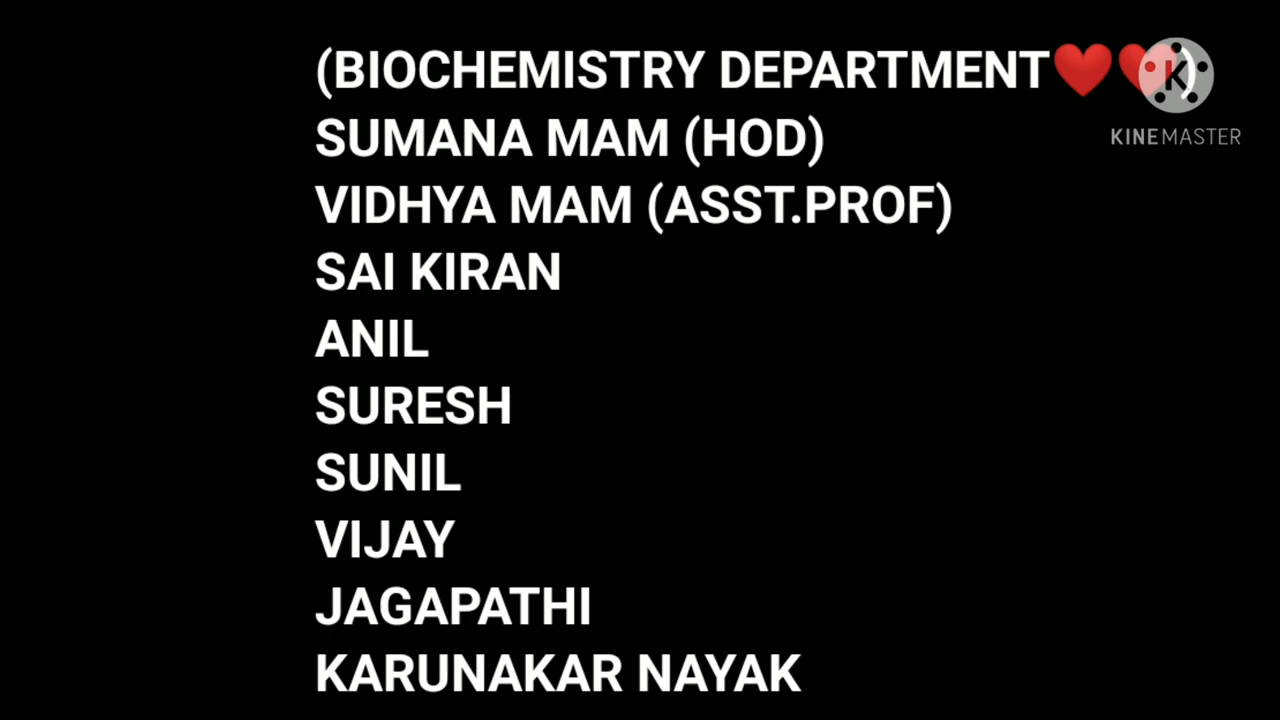 (BIOCHEMISTRY DEPARTMENT❤️❤️)
SUMANA MAM (HOD)
VIDHYA MAM (ASST.PROF)
SAI KIRAN
ANIL
SURESH
SUNIL
VIJAY
JAGAPATHI
KARUNAKAR NAYAK
K
KINEMASTER